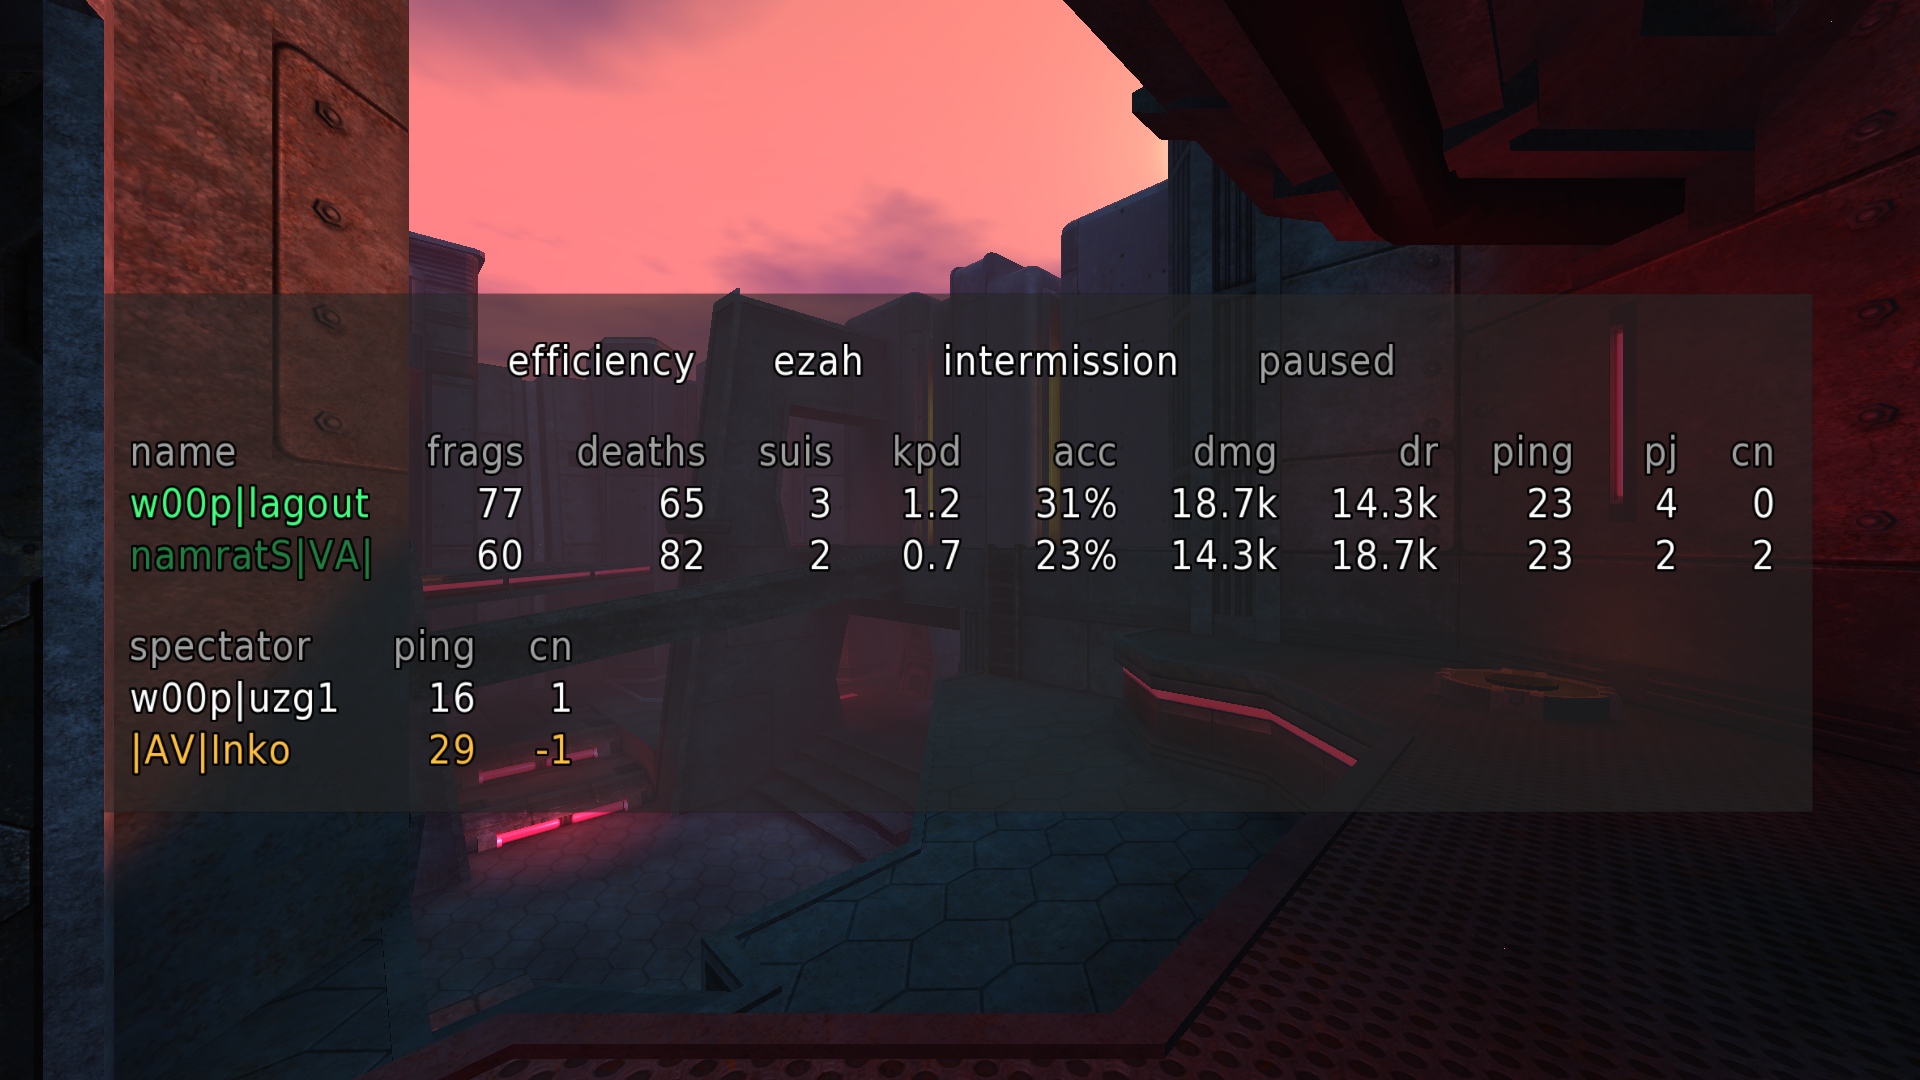 efficiency ezah intermission paused
name frags deaths suis kpd acc dmg dr ping pj cn
w00p|lagout 77 65 3 1.2 31% 18.7k 14.3k 23 4 0
namratS|VA| 60 82 2 0.7 23% 14.3k 18.7k 23 2 2
spectator ping cn
w00p|uzg1 16 1
|AV|Inko 29 -1